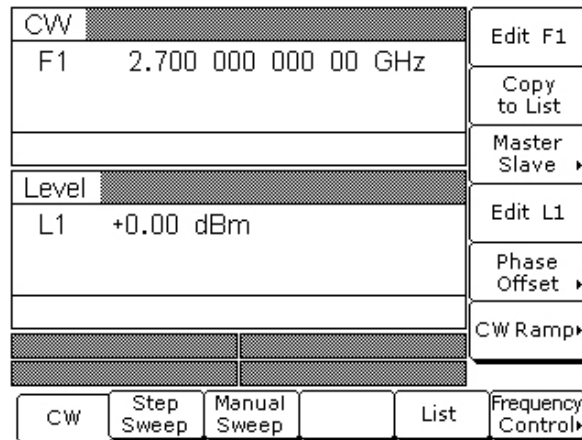 CW
F1 2.700 000 000 00 GHz
Level
L1 +0.00 dBm
Edit F1
Copy
to List
Master
Slave
Edit L1
Phase
Offset
CW Ramp
CW
Step
Sweep
Manual
Sweep
List
Frequency
Control